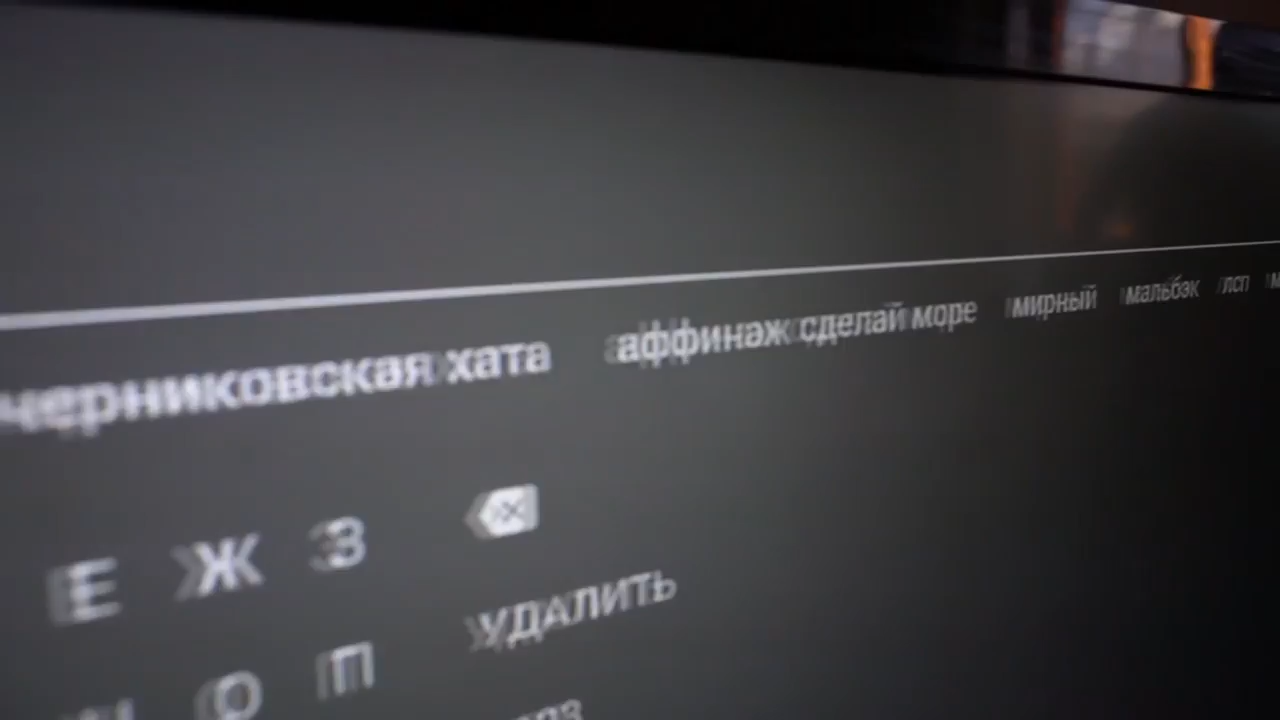 черниковская хата аффинаж сделай море мирный мальбэк лсп
Е Ж З
О П УДАЛИТЬ